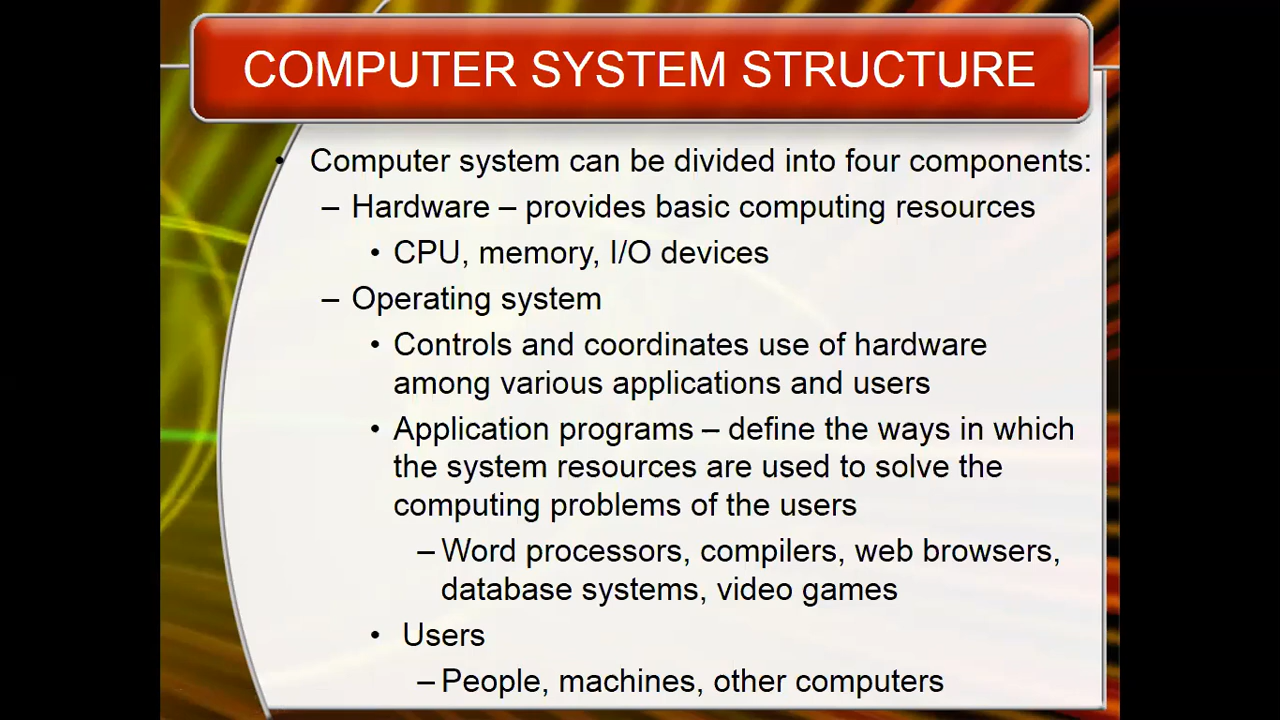 COMPUTER SYSTEM STRUCTURE
• Computer system can be divided into four components:
– Hardware – provides basic computing resources
• CPU, memory, I/O devices
– Operating system
• Controls and coordinates use of hardware
among various applications and users
• Application programs – define the ways in which
the system resources are used to solve the
computing problems of the users
– Word processors, compilers, web browsers,
database systems, video games
• Users
– People, machines, other computers